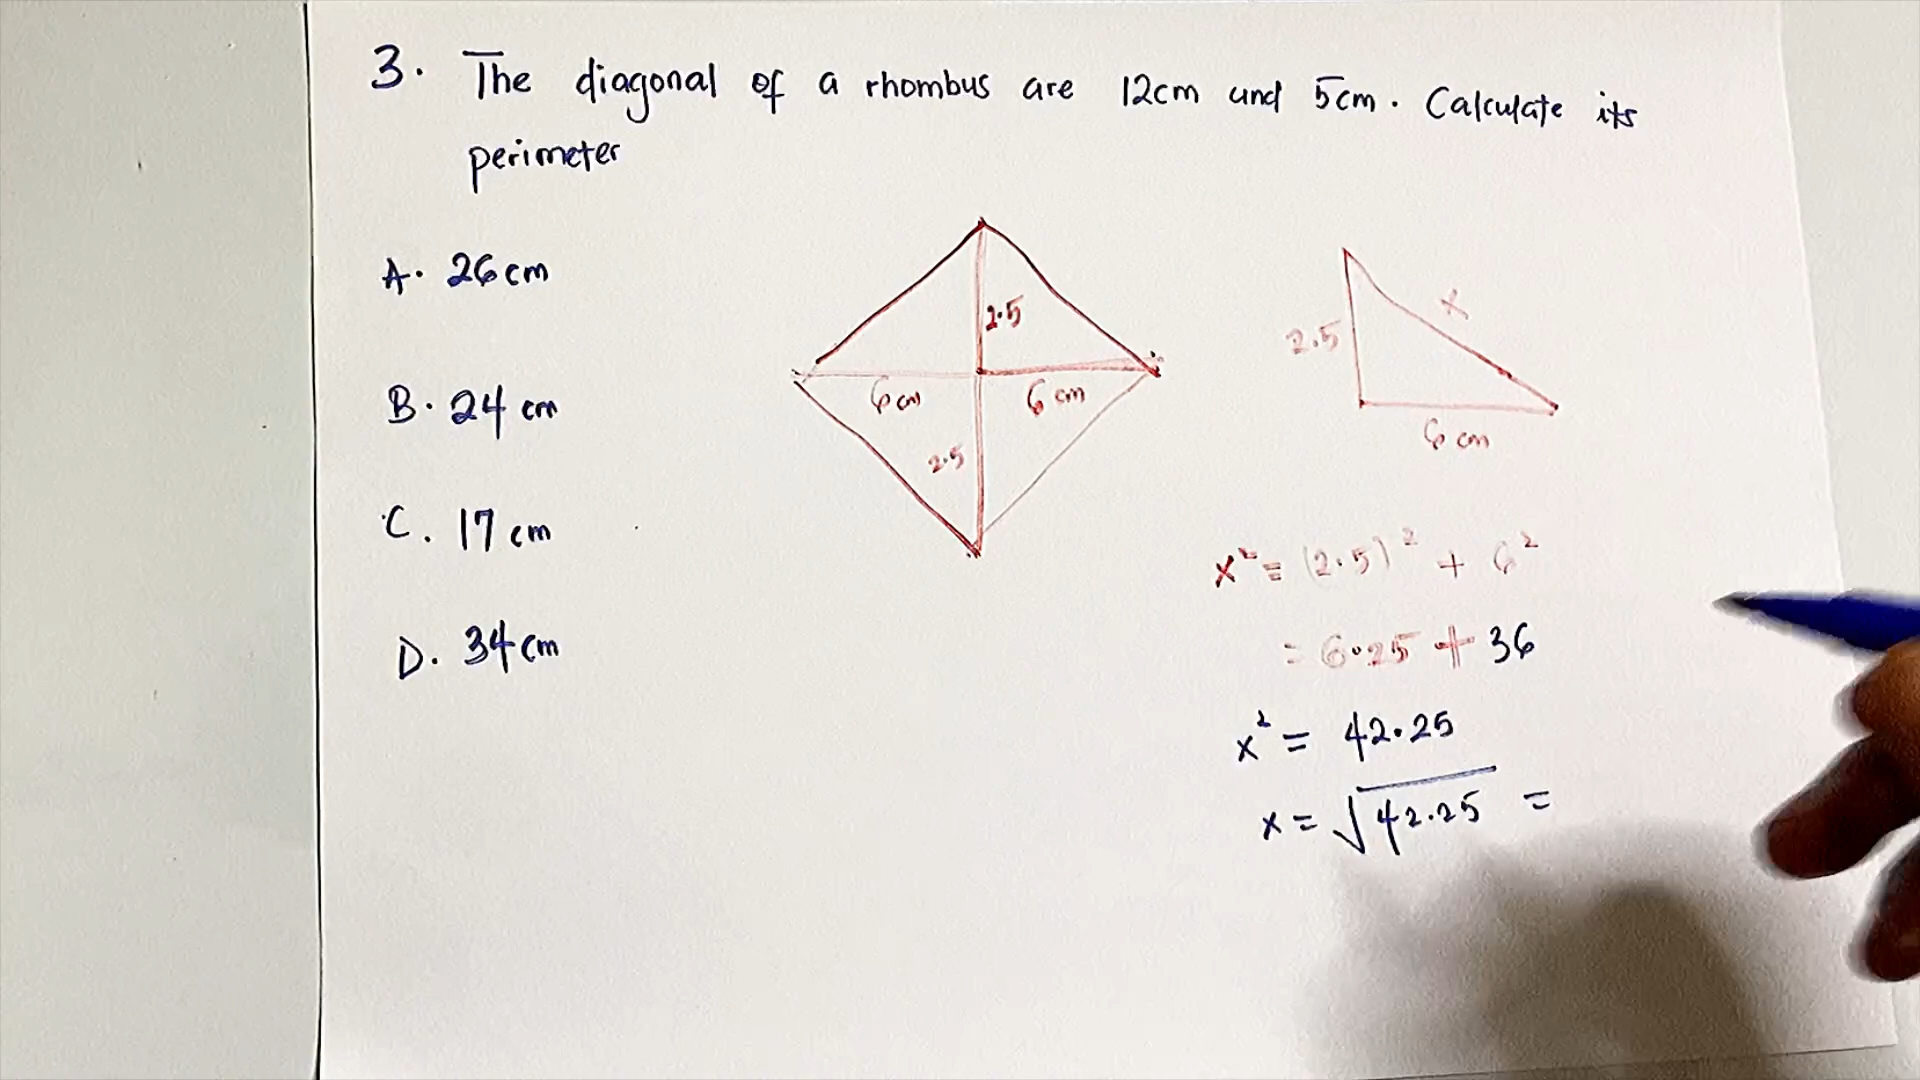 3. The diagonal of a rhombus are 12cm and 5cm. Calculate its
perimeter
A. 26cm
B. 24 cm
C. 17 cm
D. 34cm
2.5
6 cm
6 cm
2.5
2.5
x
6 cm
x² = (2.5)² + 6²
= 6.25 + 36
x² = 42.25
x = √42.25 =